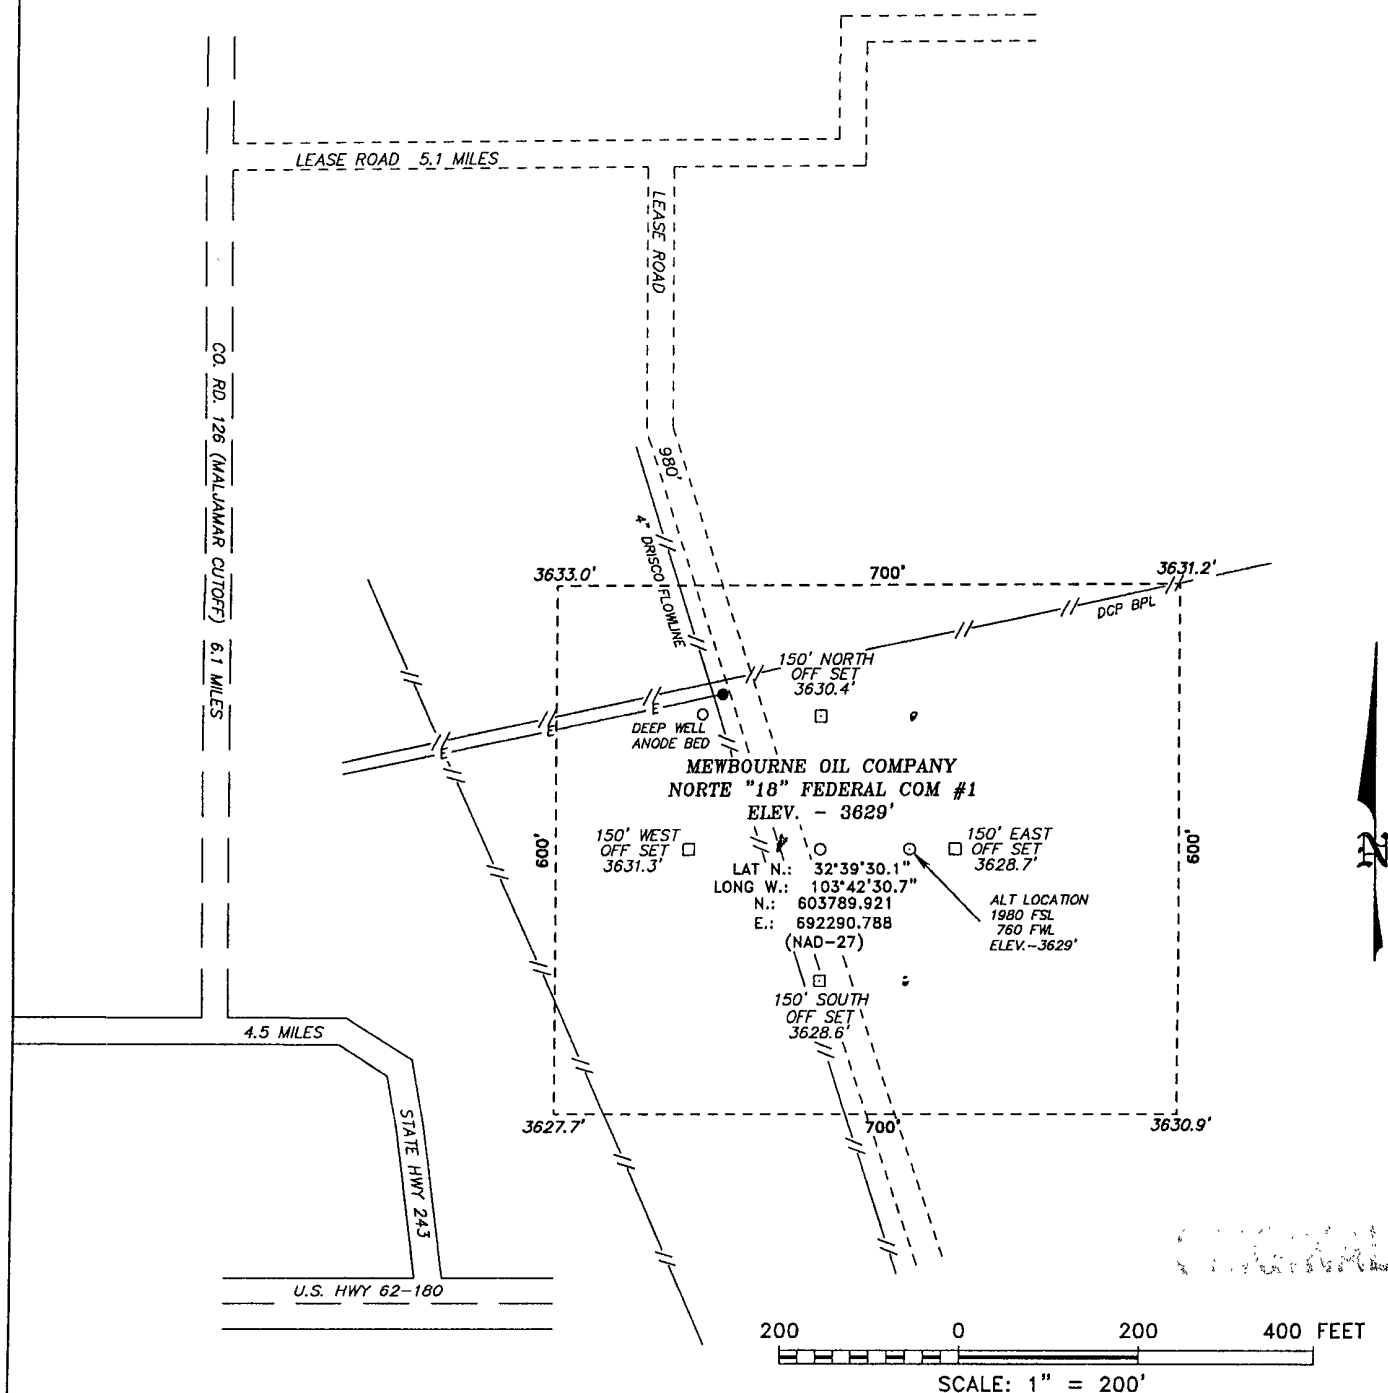 LEASE ROAD 5.1 MILES
LEASE ROAD
CO. RD. 126 (MALJAMAR CUTOFF) 6.1 MILES
980'
4" DRISCO FLOWLINE
3633.0'
700'
3631.2'
DCP BPL
150' NORTH
OFF SET
3630.4'
DEEP WELL
ANODE BED
E
E
E
MEWBOURNE OIL COMPANY
NORTE "18" FEDERAL COM #1
ELEV. - 3629'
600'
150' WEST
OFF SET
3631.3'
150' EAST
OFF SET
3628.7'
600'
LAT N.: 32°39'30.1"
LONG W.: 103°42'30.7"
N.: 603789.921
E.: 692290.788
(NAD-27)
ALT LOCATION
1980 FSL
760 FWL
ELEV.-3629'
N
150' SOUTH
OFF SET
3628.6'
4.5 MILES
STATE HWY 243
3627.7'
700'
3630.9'
U.S. HWY 62-180
200 0 200 400 FEET
SCALE: 1" = 200'